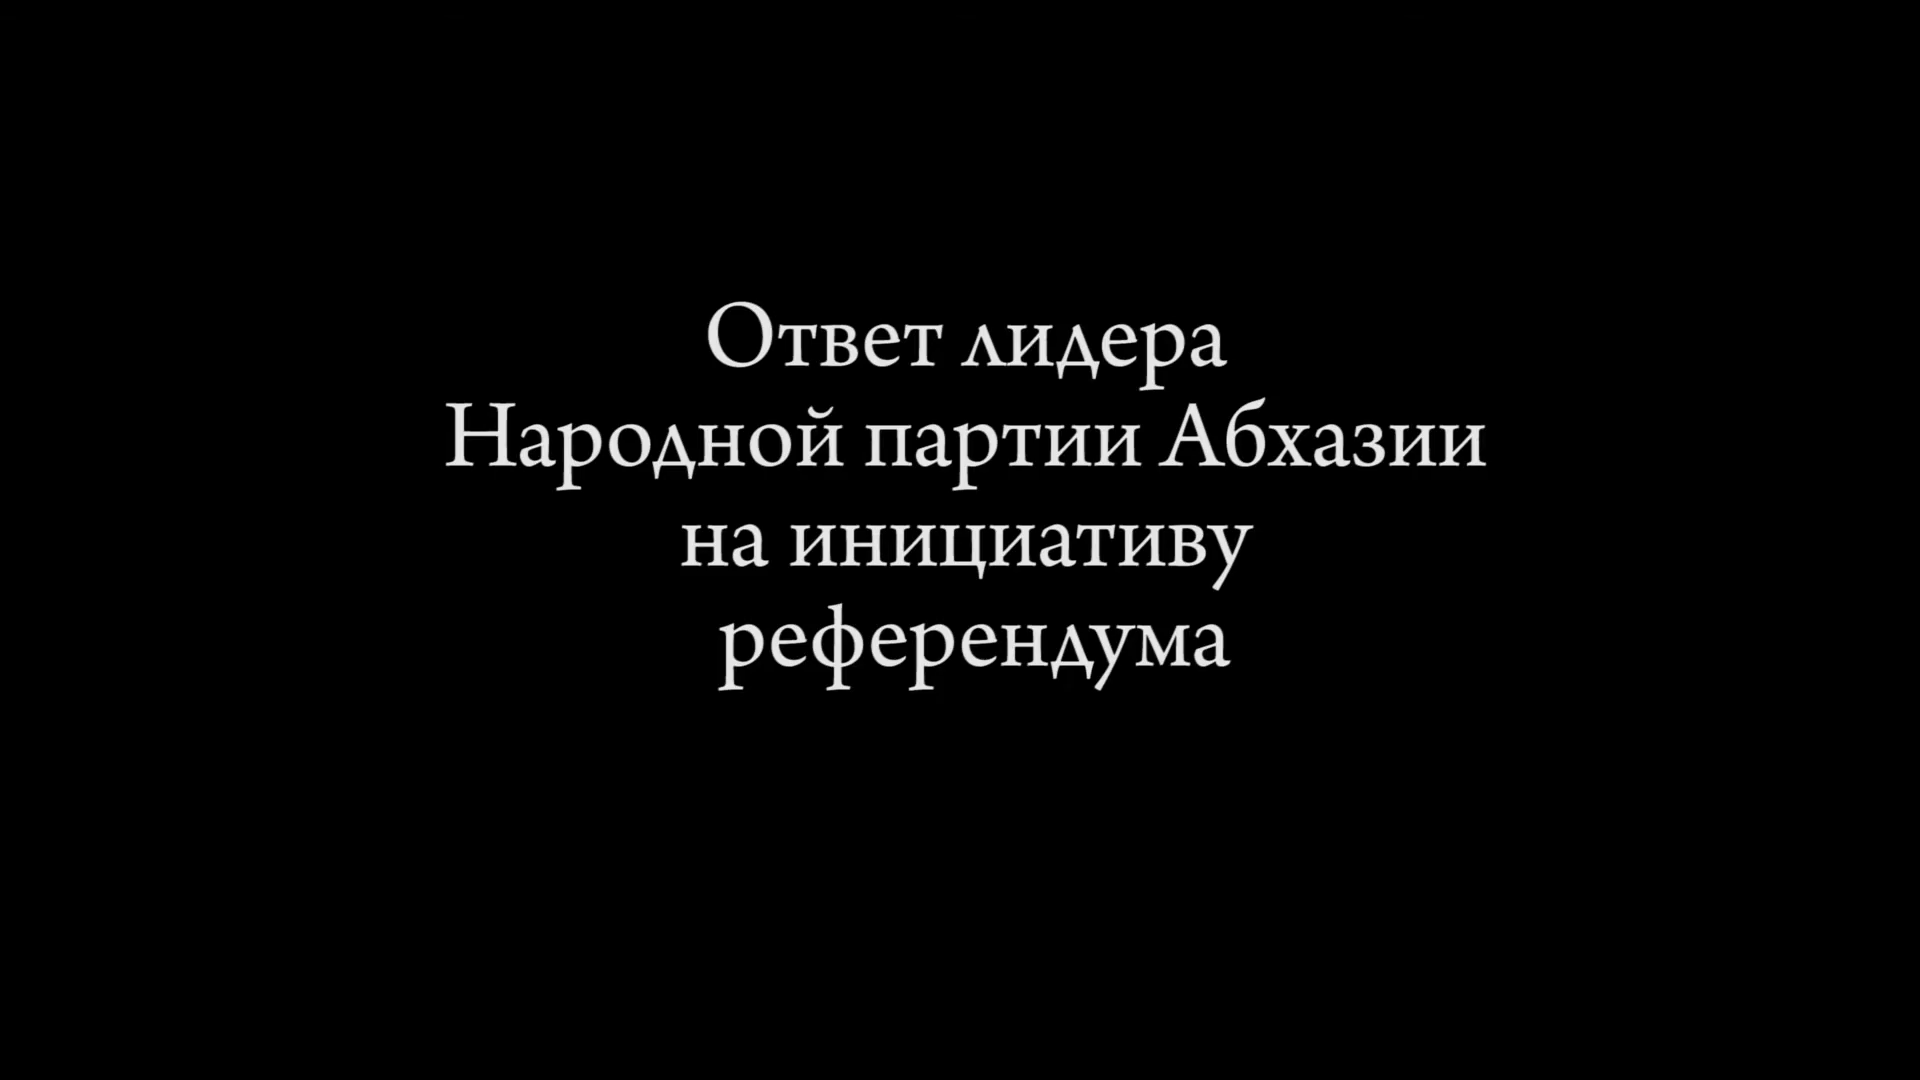 Ответ лидера
Народной партии Абхазии
на инициативу
референдума